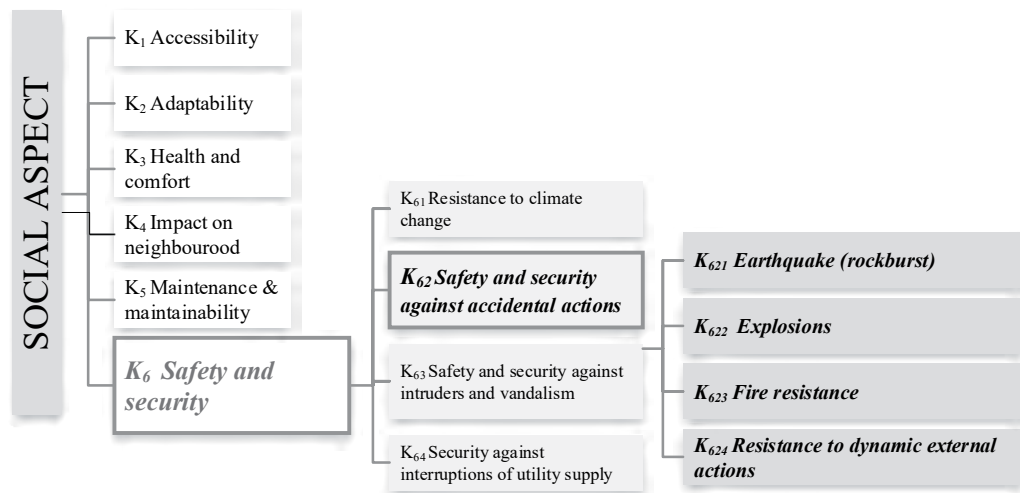 SOCIAL ASPECT
K₁ Accessibility
K₂ Adaptability
K₃ Health and
comfort
K₄ Impact on
neighbourood
K₅ Maintenance &
maintainability
K₆ Safety and
security
K₆₁ Resistance to climate
change
K₆₂ Safety and security
against accidental actions
K₆₃ Safety and security against
intruders and vandalism
K₆₄ Security against
interruptions of utility supply
K₆₂₁ Earthquake (rockburst)
K₆₂₂ Explosions
K₆₂₃ Fire resistance
K₆₂₄ Resistance to dynamic external
actions